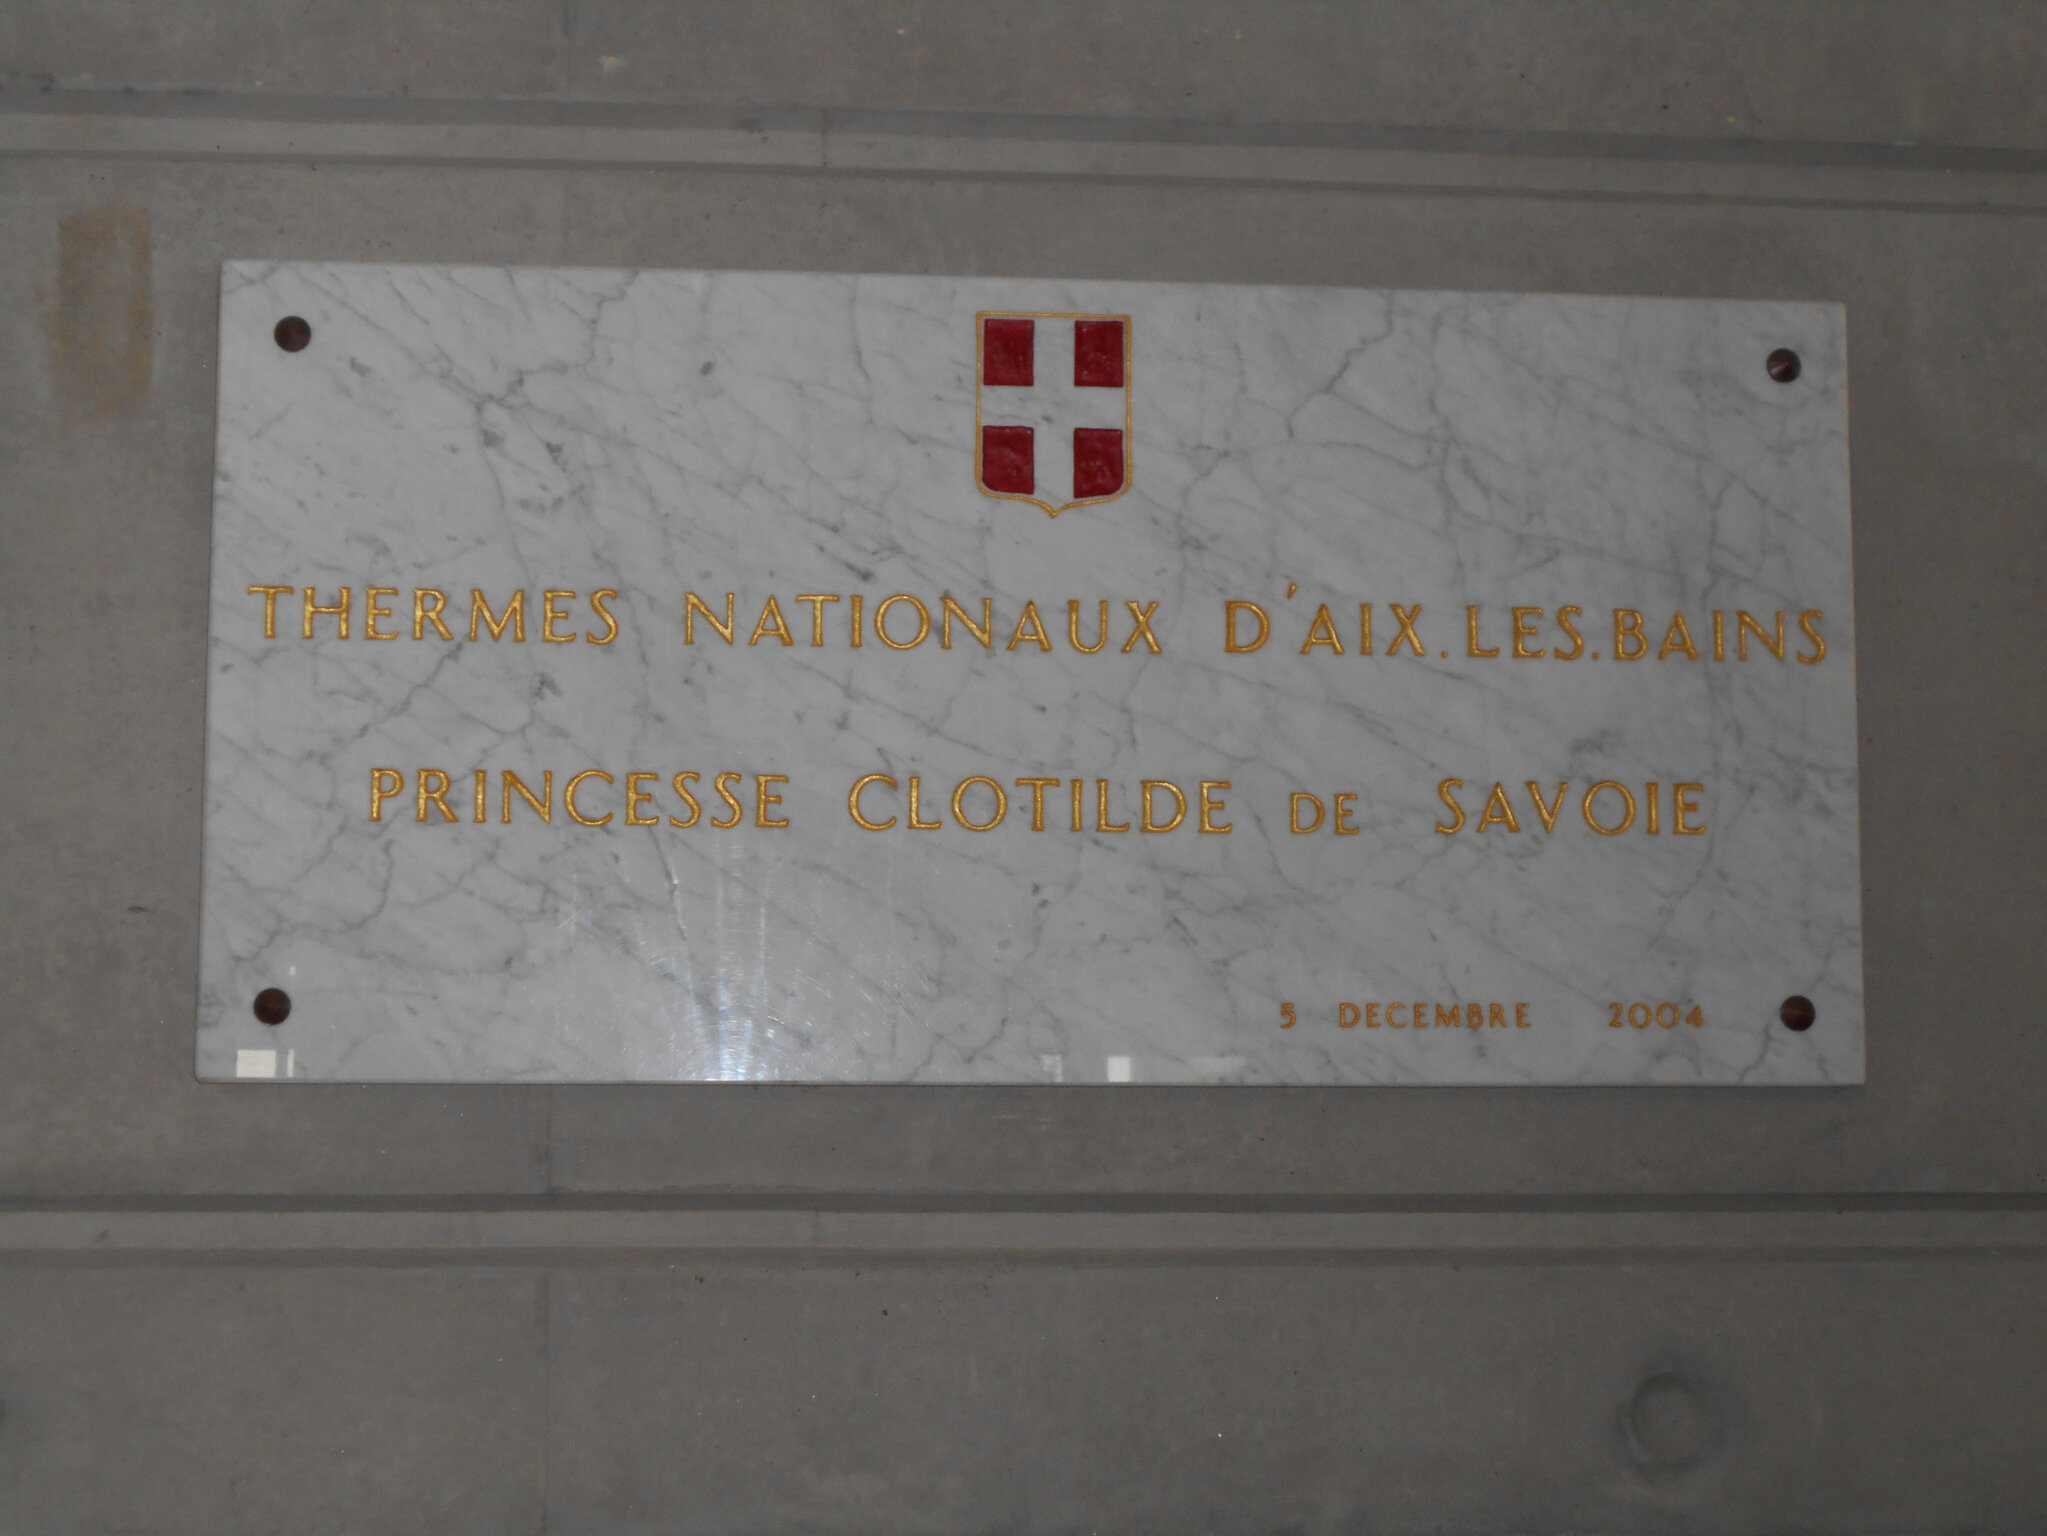 THERMES NATIONAUX D'AIX.LES.BAINS
PRINCESSE CLOTILDE DE SAVOIE
5 DECEMBRE 2004